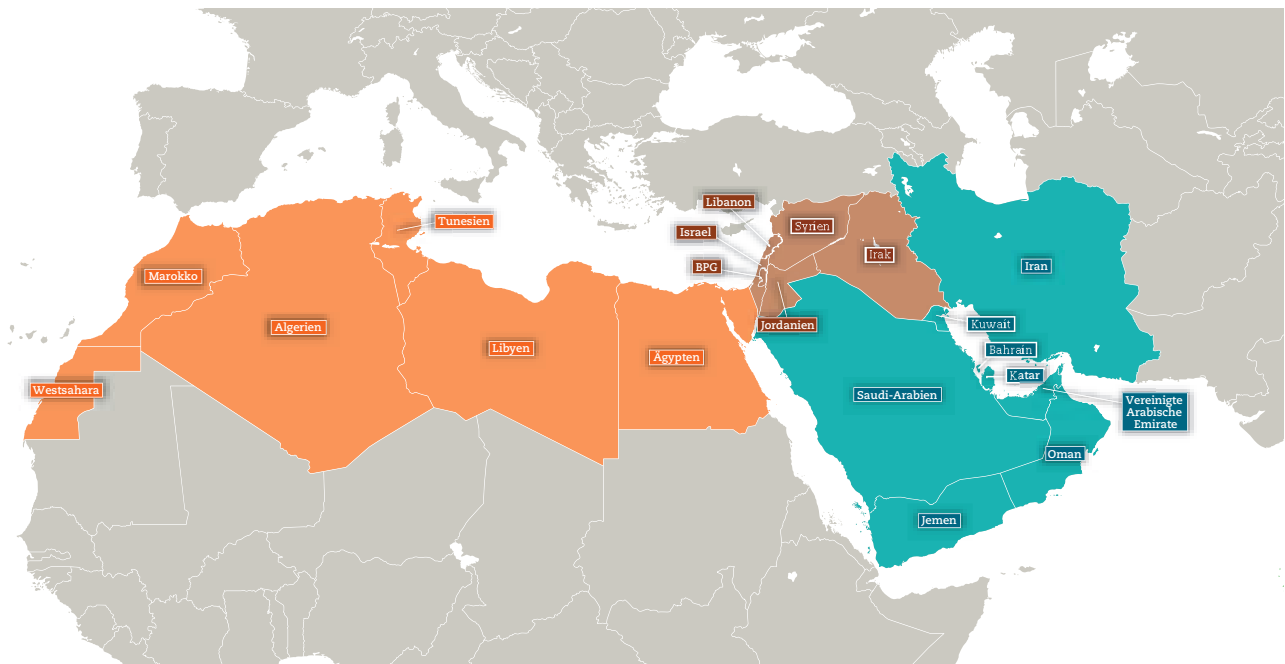 Libanon
Tunesien
Syrien
Israel
Irak
BPG
Iran
Marokko
Jordanien
Kuwait
Algerien
Libyen
Bahrain
Ägypten
Katar
Westsahara
Saudi-Arabien
Vereinigte
Arabische
Emirate
Oman
Jemen